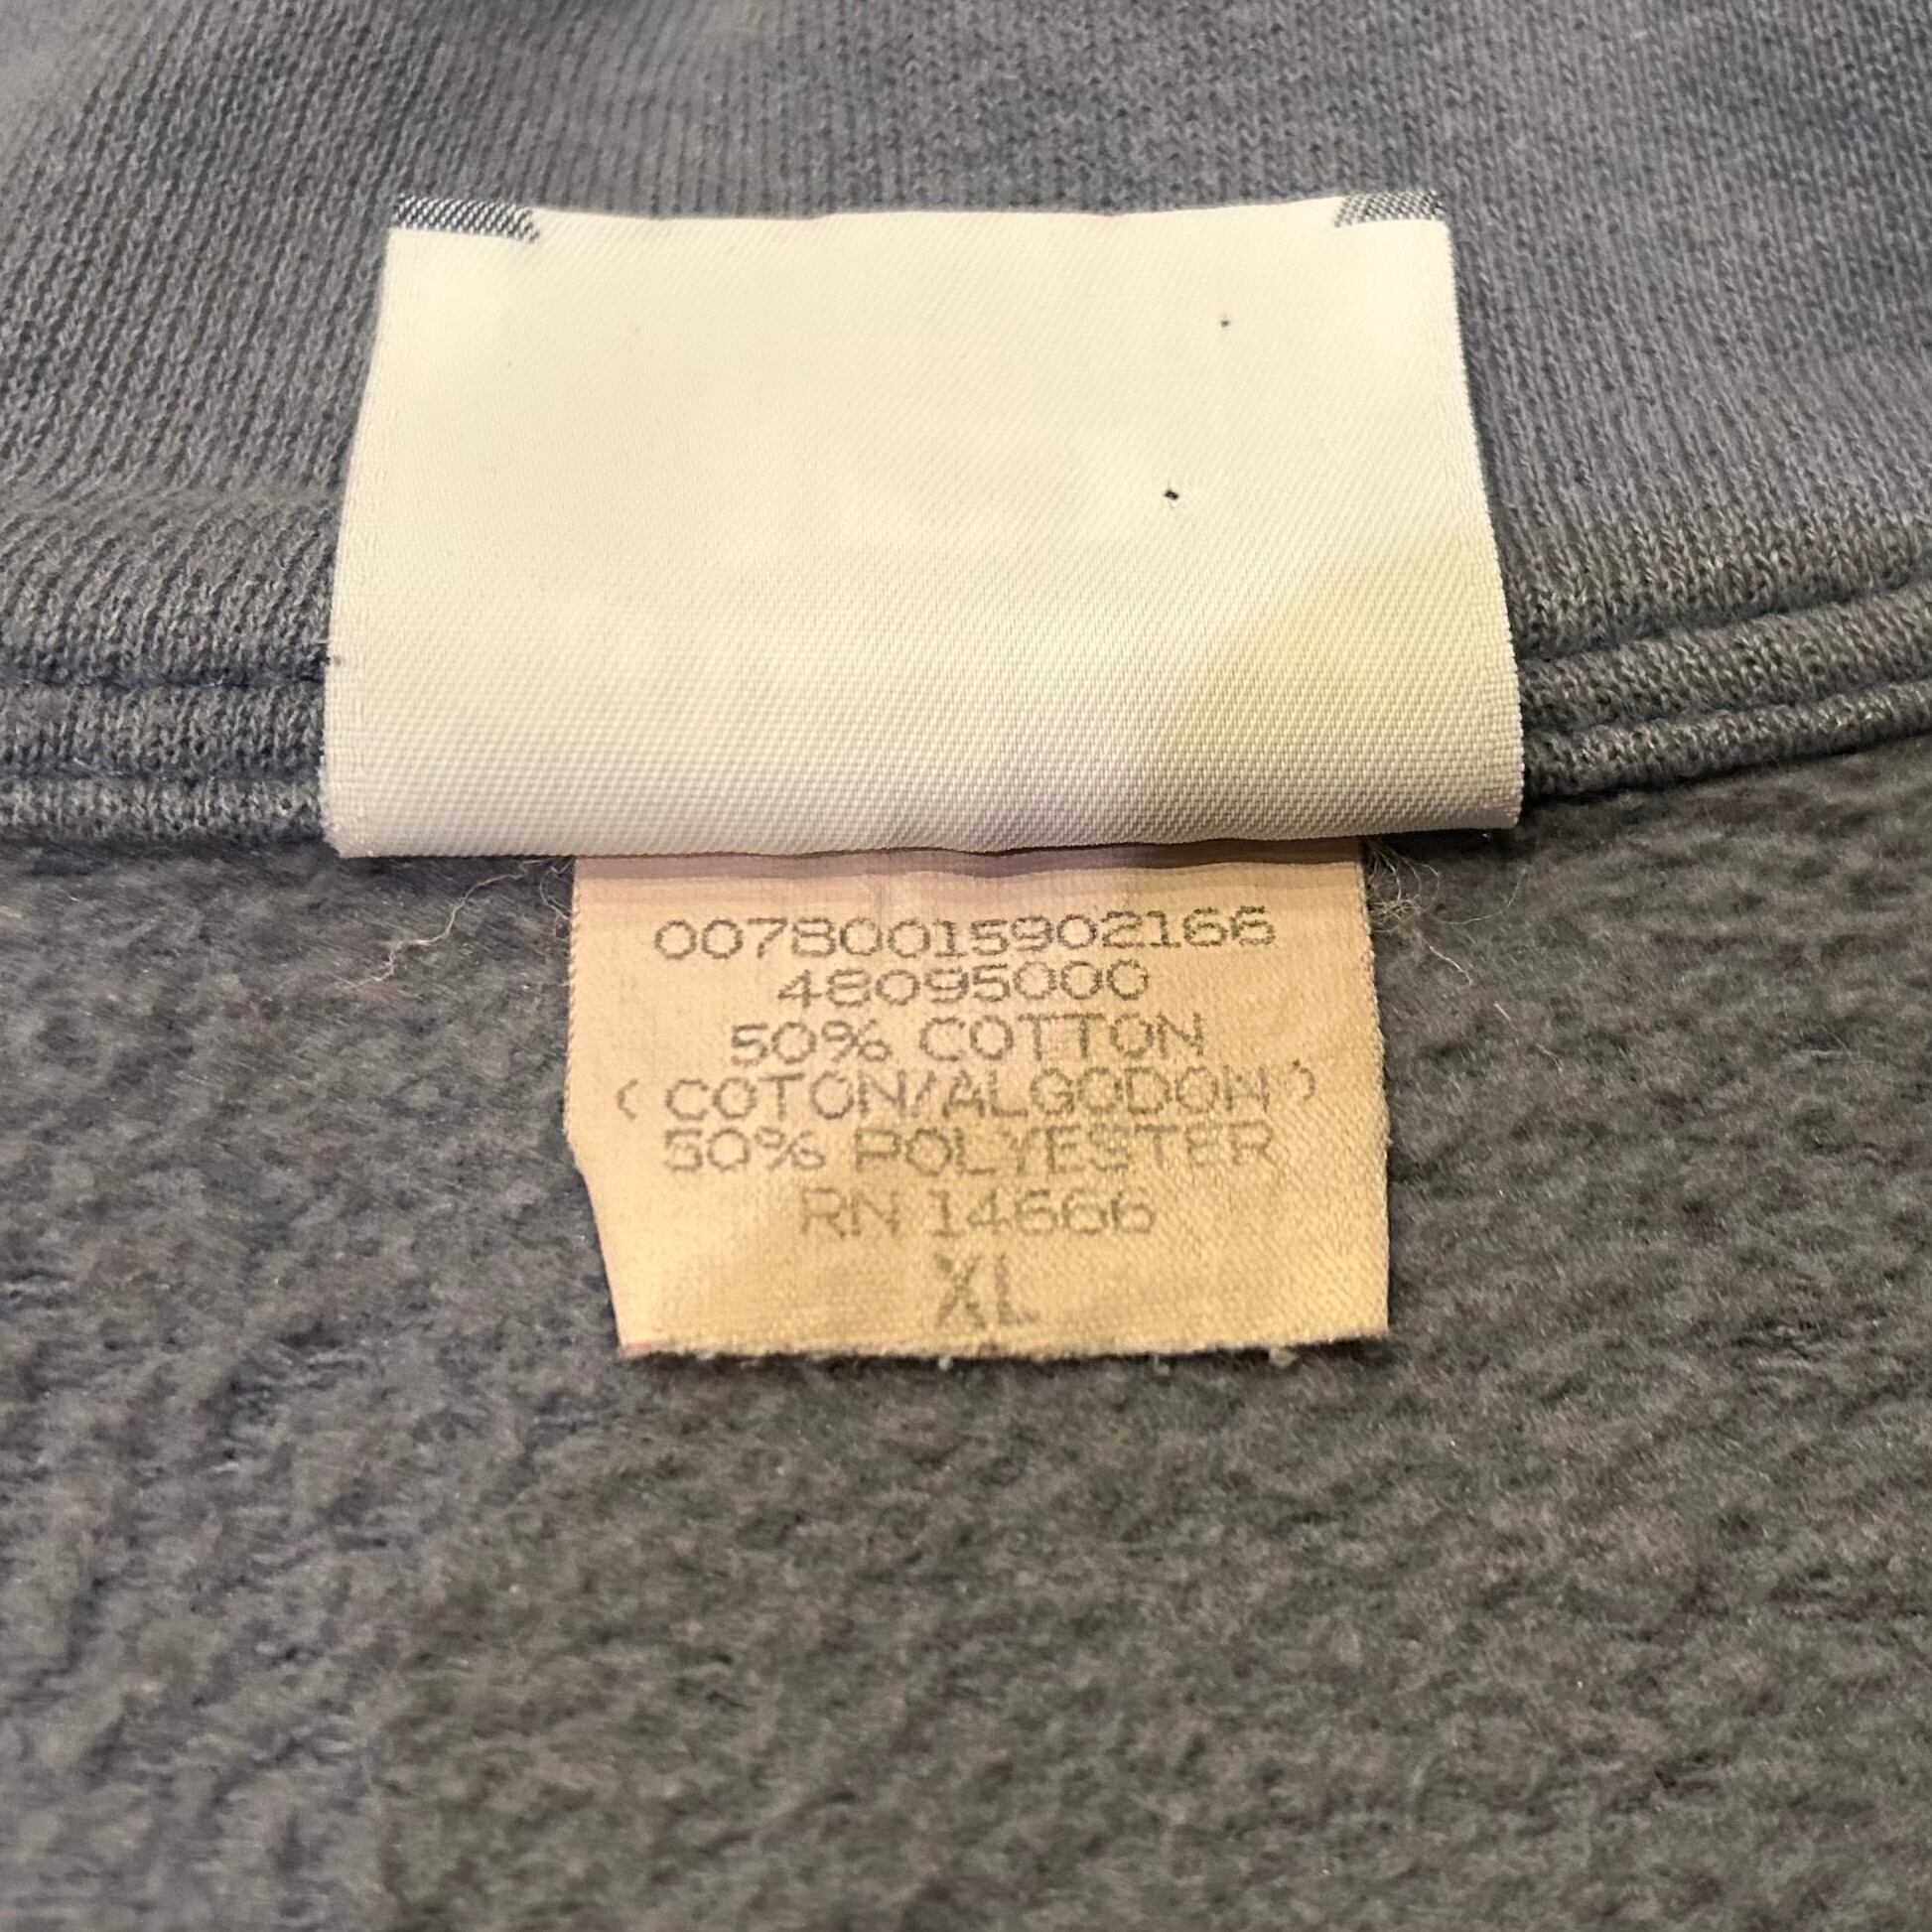 00780015902166
48095000
50% COTTON
(COTON/ALGODON)
50% POLYESTER
RN 14666
XL